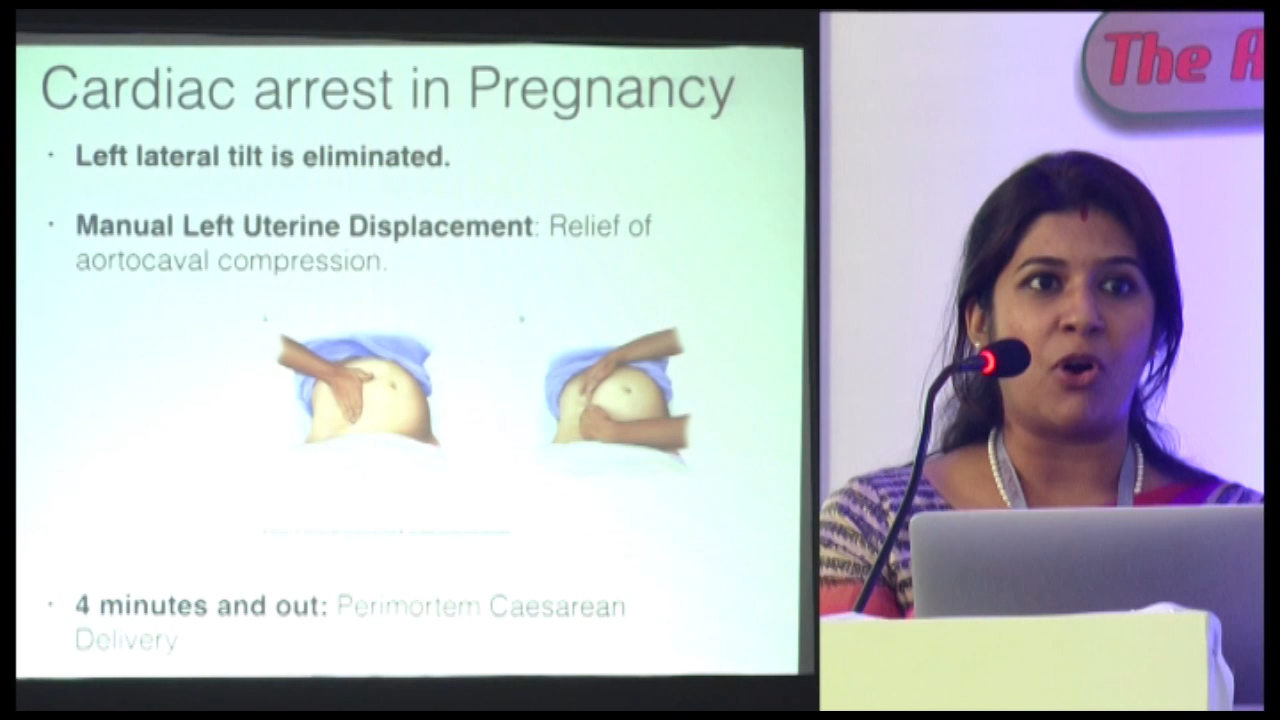 Cardiac arrest in Pregnancy
· Left lateral tilt is eliminated.
· Manual Left Uterine Displacement: Relief of
aortocaval compression.
· 4 minutes and out: Perimortem Caesarean
Delivery
The